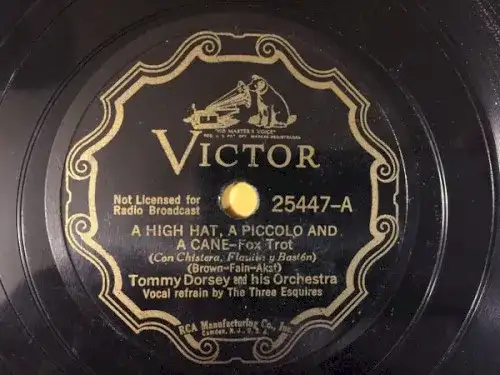 "HIS MASTER'S VOICE"
VICTOR
Not Licensed for
Radio Broadcast
25447-A
A HIGH HAT, A PICCOLO AND
A CANE-Fox Trot
(Con Chistera, Flautin y Bastón)
(Brown-Fain-Akst)
Tommy Dorsey and his Orchestra
Vocal refrain by The Three Esquires
RCA Manufacturing Co., Inc.
Camden, N. J., U. S. A.